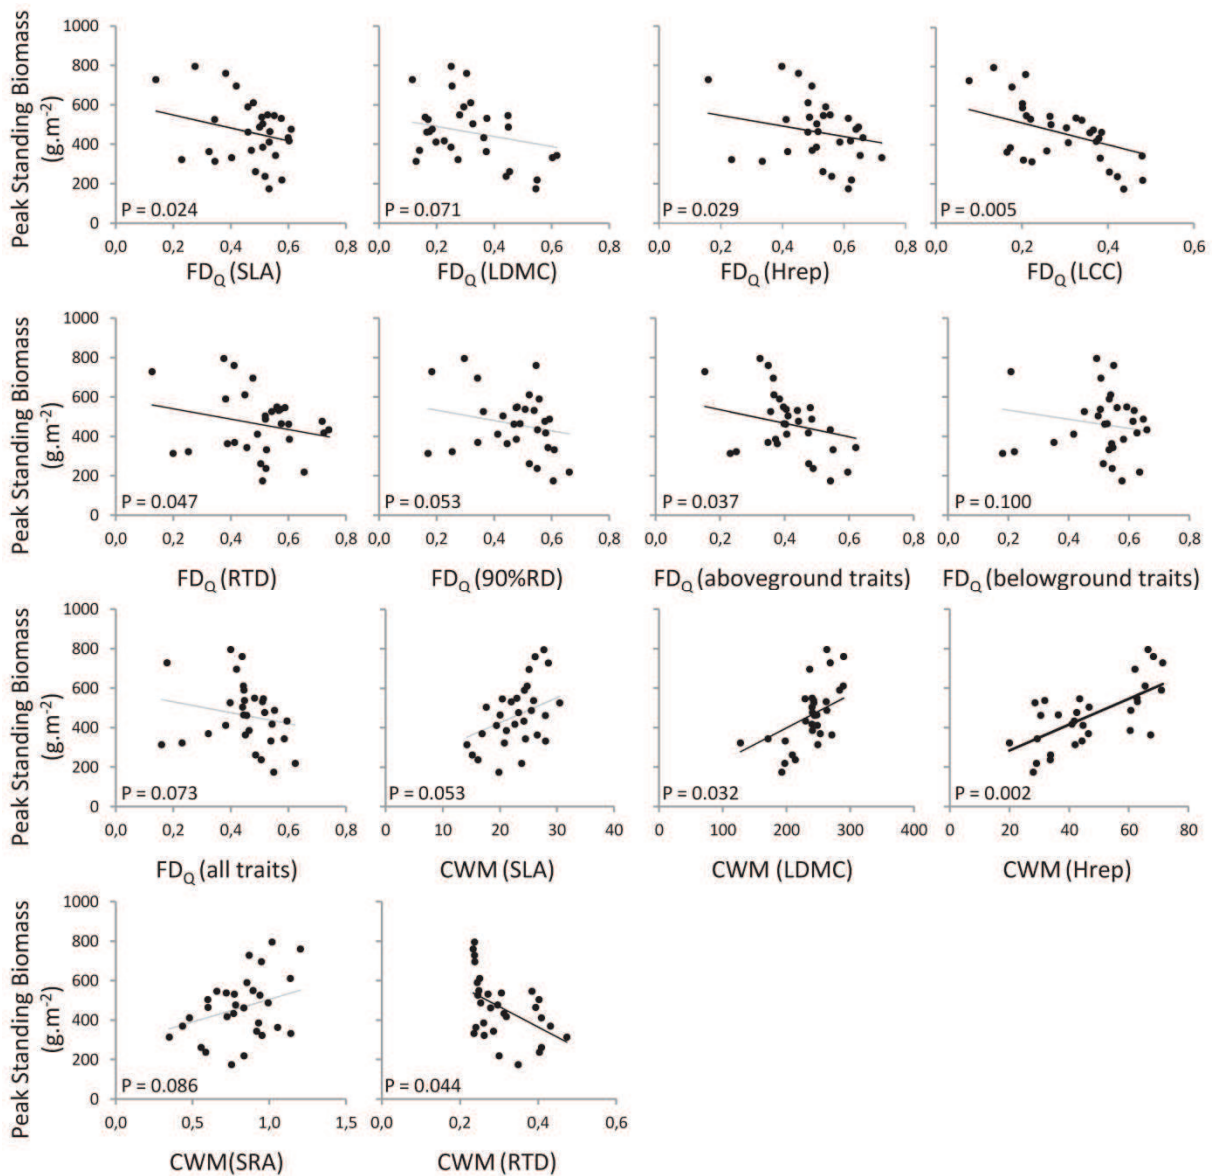 Peak Standing Biomass
(g.m⁻²)
1000
800
600
400
200
0
P = 0.024
P = 0.071
P = 0.029
P = 0.005
0,0 0,2 0,4 0,6 0,8
0,0 0,2 0,4 0,6 0,8
0,0 0,2 0,4 0,6 0,8
0,0 0,2 0,4 0,6
FD_Q (SLA)
FD_Q (LDMC)
FD_Q (Hrep)
FD_Q (LCC)
Peak Standing Biomass
(g.m⁻²)
1000
800
600
400
200
0
P = 0.047
P = 0.053
P = 0.037
P = 0.100
0,0 0,2 0,4 0,6 0,8
0,0 0,2 0,4 0,6 0,8
0,0 0,2 0,4 0,6 0,8
0,0 0,2 0,4 0,6 0,8
FD_Q (RTD)
FD_Q (90%RD)
FD_Q (aboveground traits)
FD_Q (belowground traits)
Peak Standing Biomass
(g.m⁻²)
1000
800
600
400
200
0
P = 0.073
P = 0.053
P = 0.032
P = 0.002
0,0 0,2 0,4 0,6 0,8
0 10 20 30 40
0 100 200 300 400
0 20 40 60 80
FD_Q (all traits)
CWM (SLA)
CWM (LDMC)
CWM (Hrep)
Peak Standing Biomass
(g.m⁻²)
1000
800
600
400
200
0
P = 0.086
P = 0.044
0,0 0,5 1,0 1,5
0,0 0,2 0,4 0,6
CWM(SRA)
CWM (RTD)